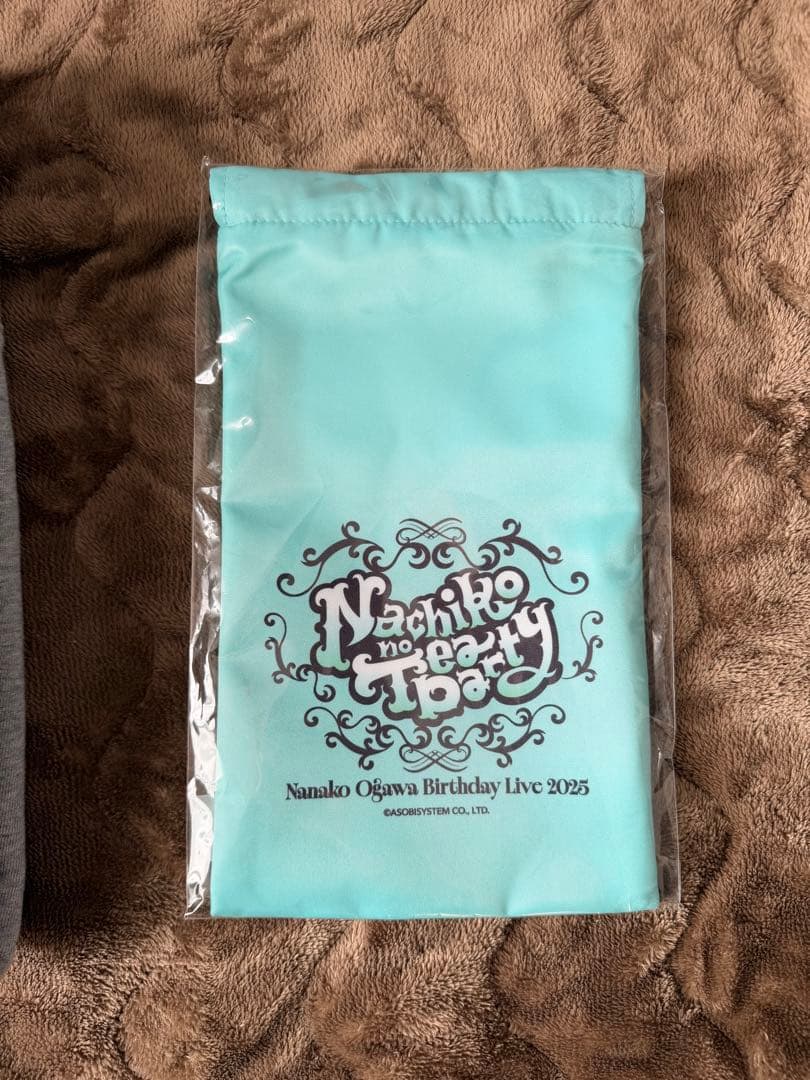 Nachiko
no Tea
party
Nanako Ogawa Birthday Live 2025
©ASOBISYSTEM CO., LTD.